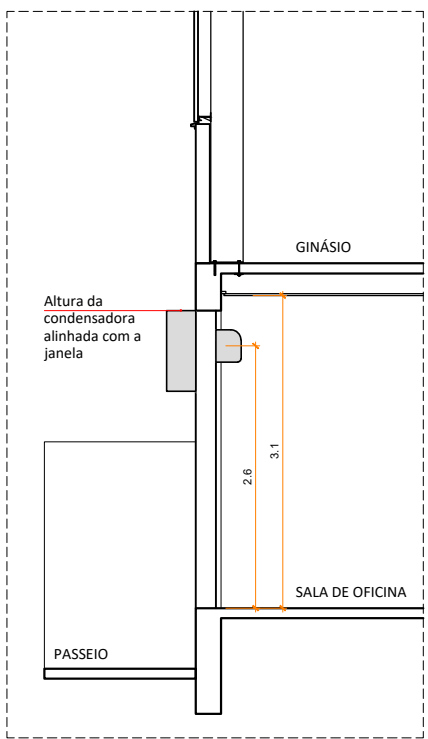 GINÁSIO
Altura da
condensadora
alinhada com a
janela
3.1
2.6
SALA DE OFICINA
PASSEIO